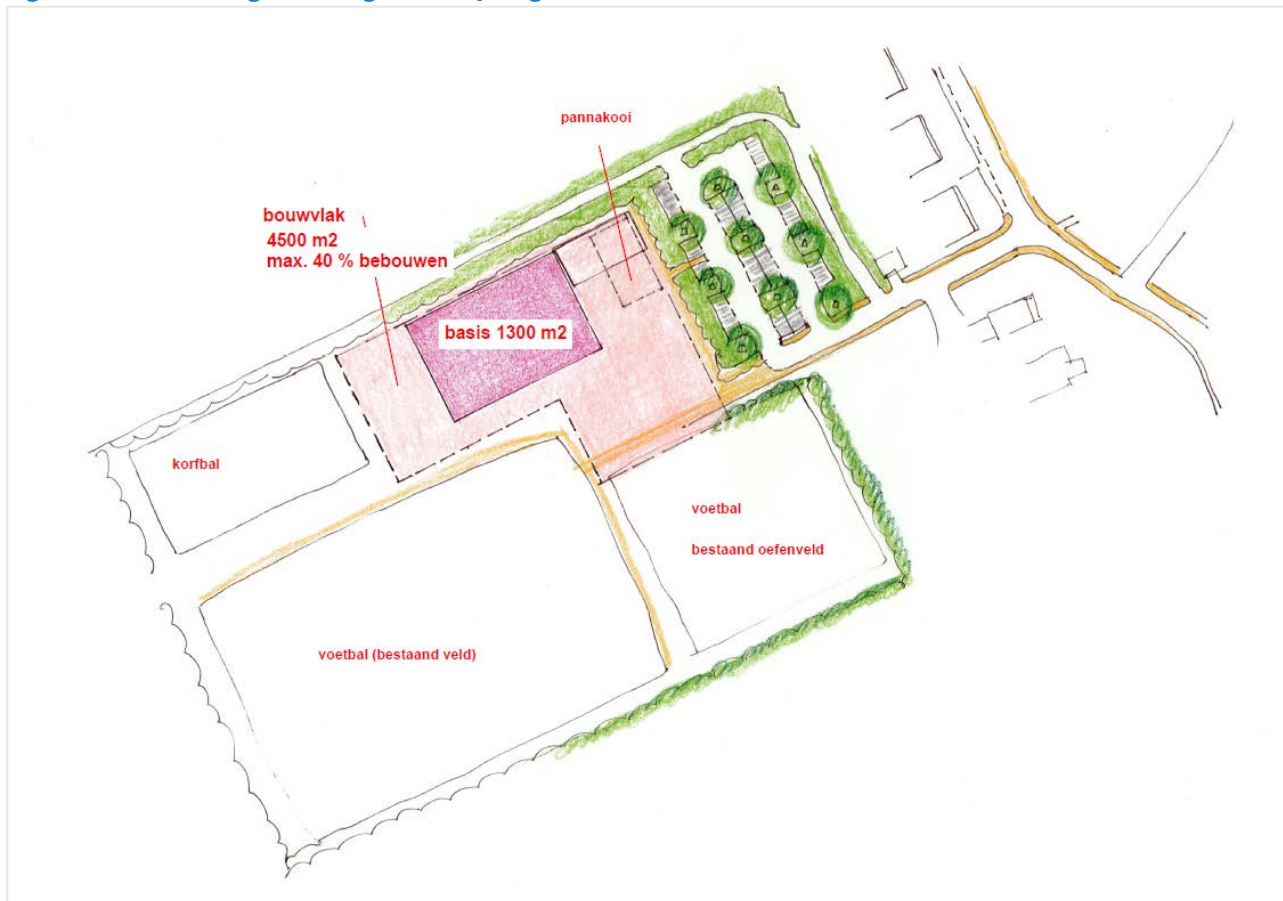 pannakooi
bouwvlak
4500 m2
max. 40 % bebouwen
basis 1300 m2
korfbal
voetbal
bestaand oefenveld
voetbal (bestaand veld)